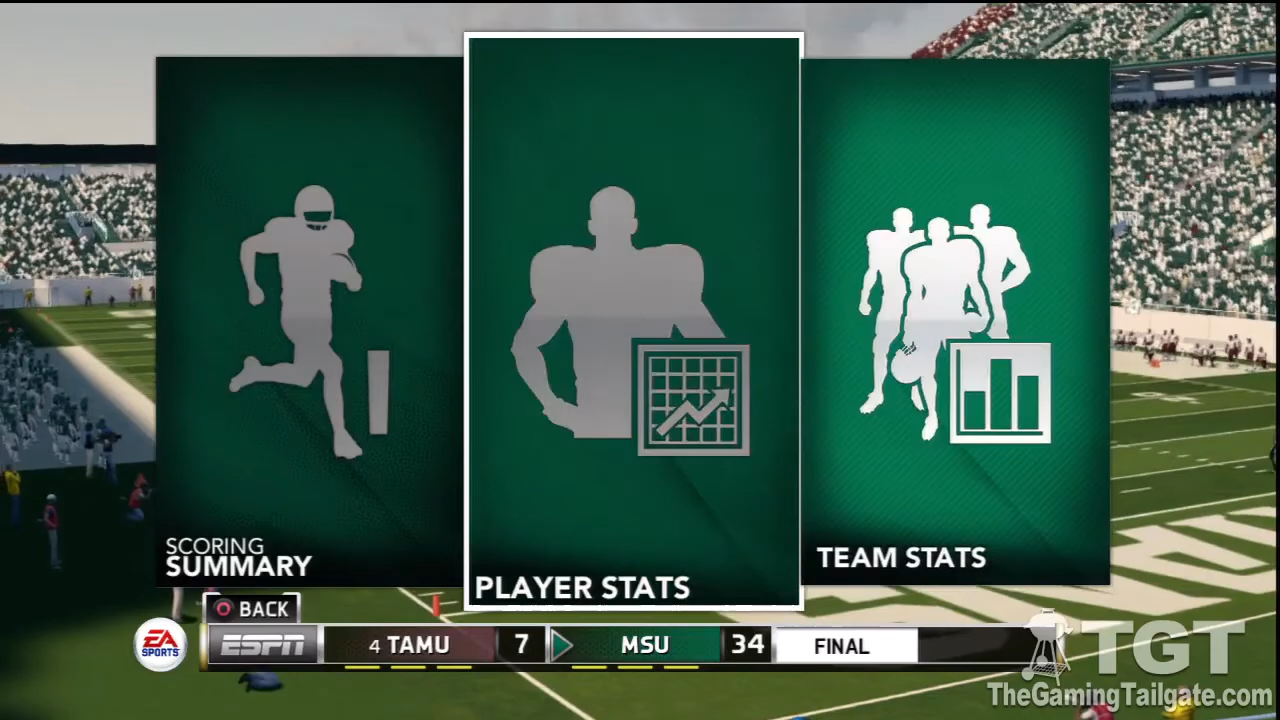 SCORING
SUMMARY
PLAYER STATS
TEAM STATS
BACK
EA
SPORTS
ESPN
4 TAMU 7 MSU 34 FINAL
TGT
TheGamingTailgate.com